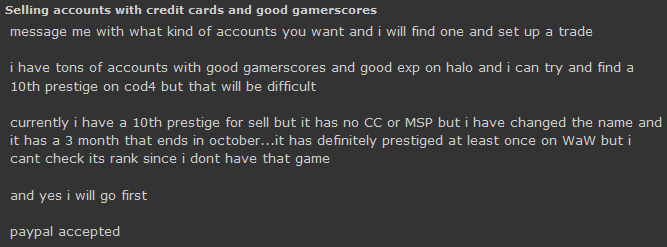 Selling accounts with credit cards and good gamerscores
message me with what kind of accounts you want and i will find one and set up a trade
i have tons of accounts with good gamerscores and good exp on halo and i can try and find a
10th prestige on cod4 but that will be difficult
currently i have a 10th prestige for sell but it has no CC or MSP but i have changed the name and
it has a 3 month that ends in october...it has definitely prestiged at least once on WaW but i
cant check its rank since i dont have that game
and yes i will go first
paypal accepted